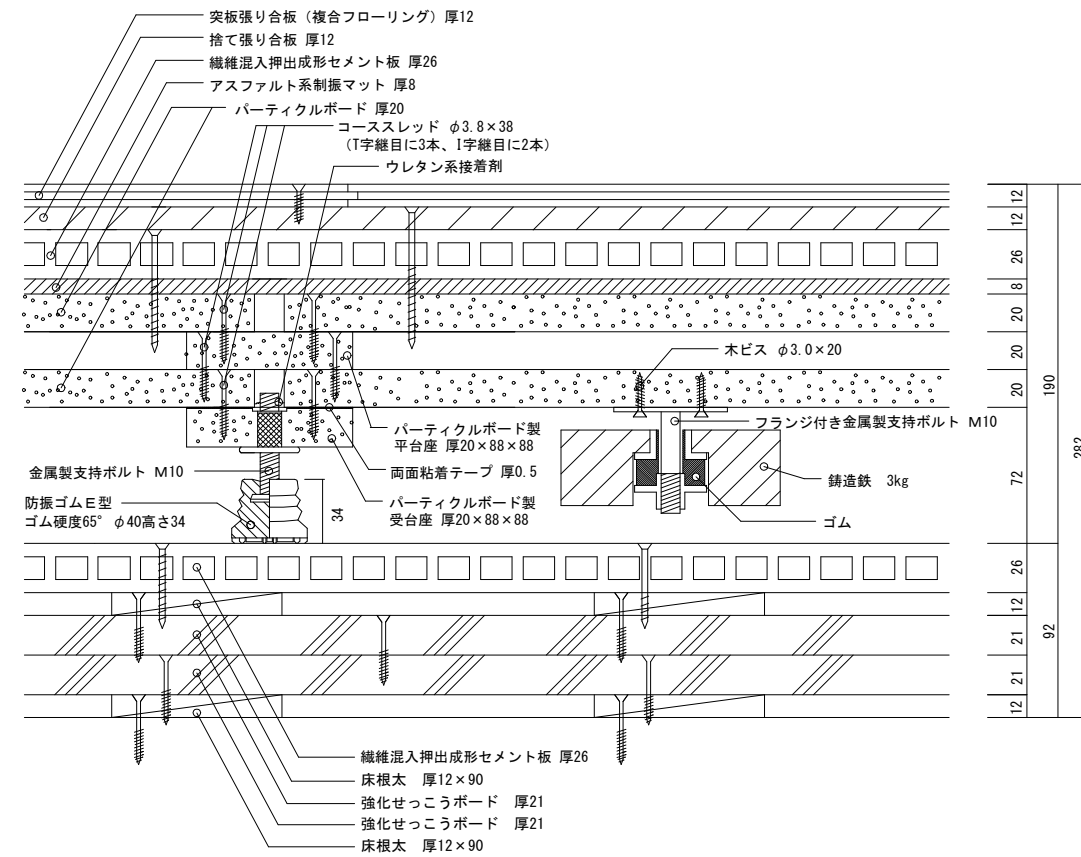 突板張り合板（複合フローリング）厚12
捨て張り合板 厚12
繊維混入押出成形セメント板 厚26
アスファルト系制振マット 厚8
パーティクルボード 厚20
コーススレッド φ3.8×38
（T字継目に3本、I字継目に2本）
ウレタン系接着剤
12
12
26
8
20
20
20
72
190
282
木ビス φ3.0×20
フランジ付き金属製支持ボルト M10
鋳造鉄 3kg
ゴム
パーティクルボード製
平台座 厚20×88×88
両面粘着テープ 厚0.5
パーティクルボード製
受台座 厚20×88×88
金属製支持ボルト M10
防振ゴムE型
ゴム硬度65° φ40高さ34
34
26
12
21
21
12
92
繊維混入押出成形セメント板 厚26
床根太 厚12×90
強化せっこうボード 厚21
強化せっこうボード 厚21
床根太 厚12×90